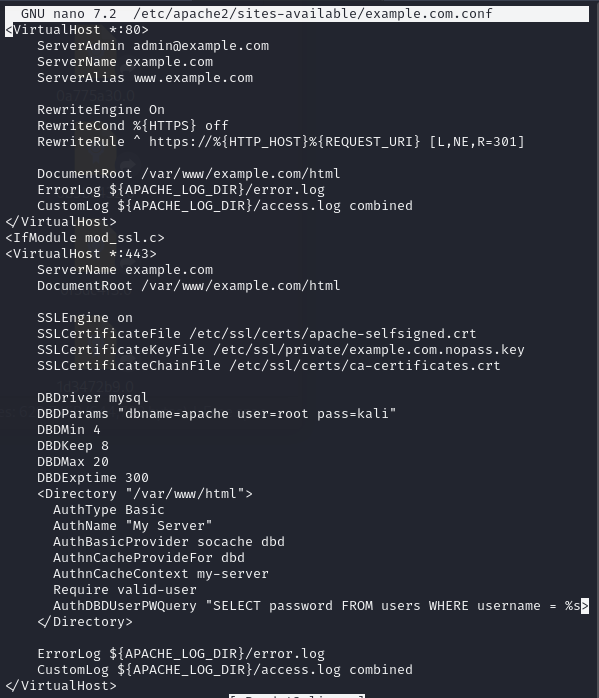 GNU nano 7.2 /etc/apache2/sites-available/example.com.conf
<VirtualHost *:80>
ServerAdmin admin@example.com
ServerName example.com
ServerAlias www.example.com
RewriteEngine On
RewriteCond %{HTTPS} off
RewriteRule ^ https://%{HTTP_HOST}%{REQUEST_URI} [L,NE,R=301]
DocumentRoot /var/www/example.com/html
ErrorLog ${APACHE_LOG_DIR}/error.log
CustomLog ${APACHE_LOG_DIR}/access.log combined
</VirtualHost>
<IfModule mod_ssl.c>
<VirtualHost *:443>
ServerName example.com
DocumentRoot /var/www/example.com/html
SSLEngine on
SSLCertificateFile /etc/ssl/certs/apache-selfsigned.crt
SSLCertificateKeyFile /etc/ssl/private/example.com.nopass.key
SSLCertificateChainFile /etc/ssl/certs/ca-certificates.crt
DBDriver mysql
DBDParams "dbname=apache user=root pass=kali"
DBDMin 4
DBDKeep 8
DBDMax 20
DBDExptime 300
<Directory "/var/www/html">
AuthType Basic
AuthName "My Server"
AuthBasicProvider socache dbd
AuthnCacheProvideFor dbd
AuthnCacheContext my-server
Require valid-user
AuthDBDUserPWQuery "SELECT password FROM users WHERE username = %s>
</Directory>
ErrorLog ${APACHE_LOG_DIR}/error.log
CustomLog ${APACHE_LOG_DIR}/access.log combined
</VirtualHost>